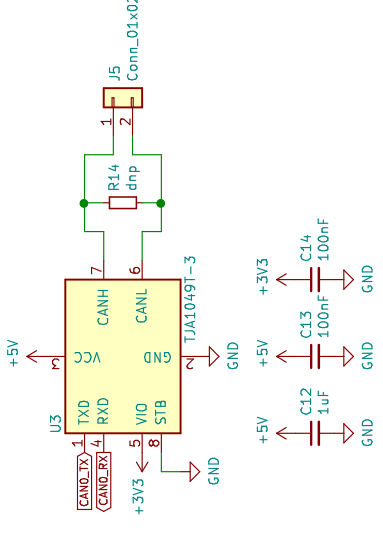 Conn_01x02
J5
1
2
R14
dnp
7
6
CANH
CANL
TJA1049T-3
+5V
3
VCC
GND
2
GND
U3
TXD
RXD
VIO
STB
1
4
5
8
CAN0_TX
CAN0_RX
+3V3
GND
+3V3
C14
100nF
GND
+5V
C13
100nF
GND
+5V
C12
1uF
GND